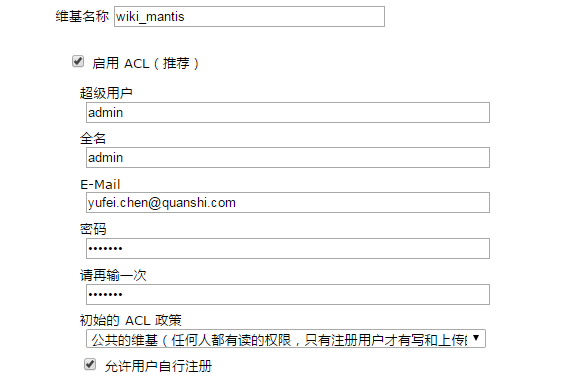 维基名称 wiki_mantis
启用 ACL（推荐）
超级用户
admin
全名
admin
E-Mail
yufei.chen@quanshi.com
密码
•••••••
请再输一次
•••••••
初始的 ACL 政策
公共的维基（任何人都有读的权限，只有注册用户才有写和上传
允许用户自行注册